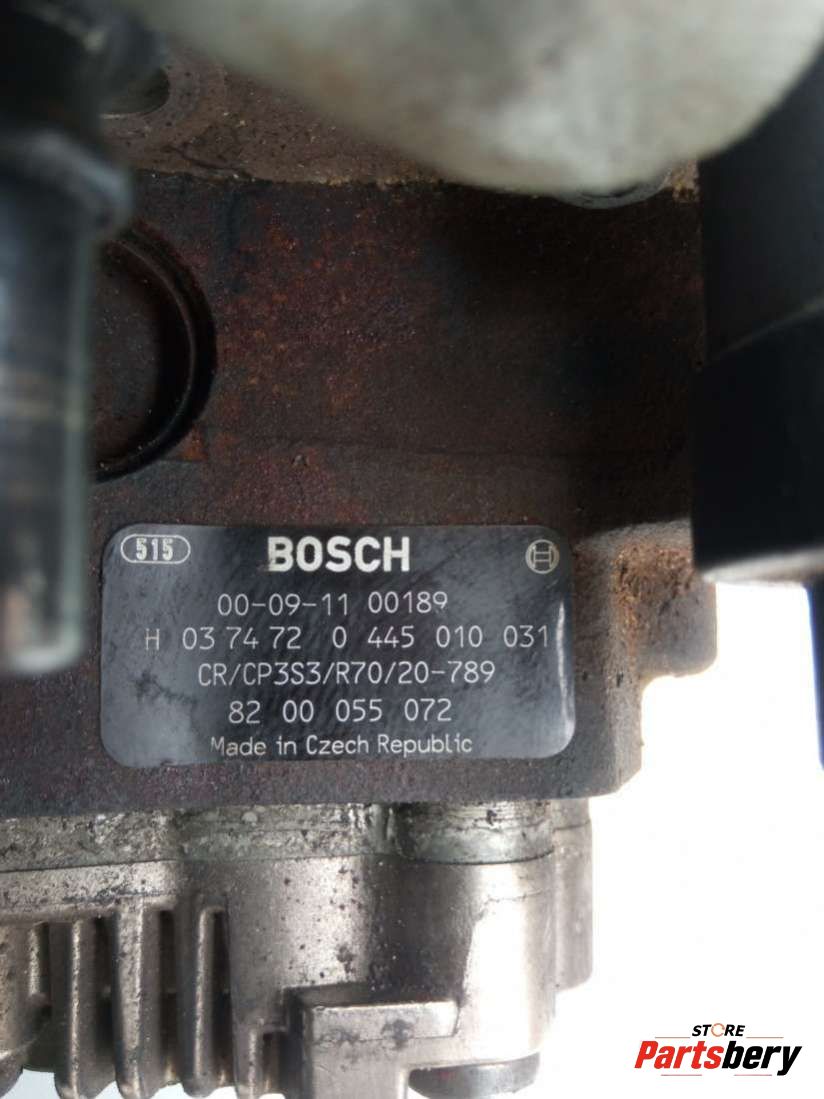 515 BOSCH
00-09-11 00189
H 03 74 72 0 445 010 031
CR/CP3S3/R70/20-789
82 00 055 072
Made in Czech Republic
STORE
Partsbery